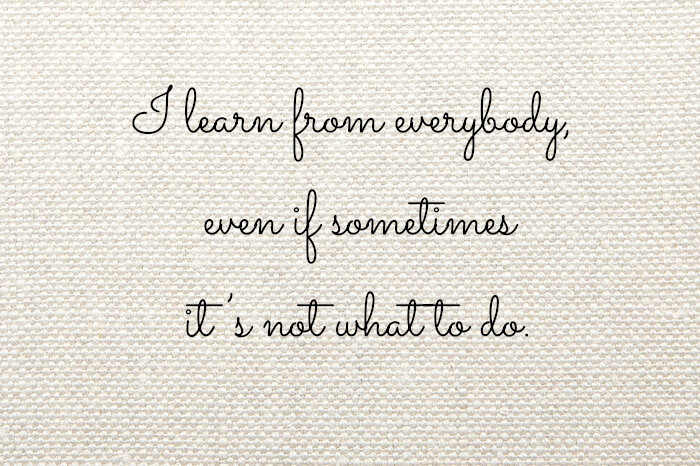 I learn from everybody,
even if sometimes
it's not what to do.